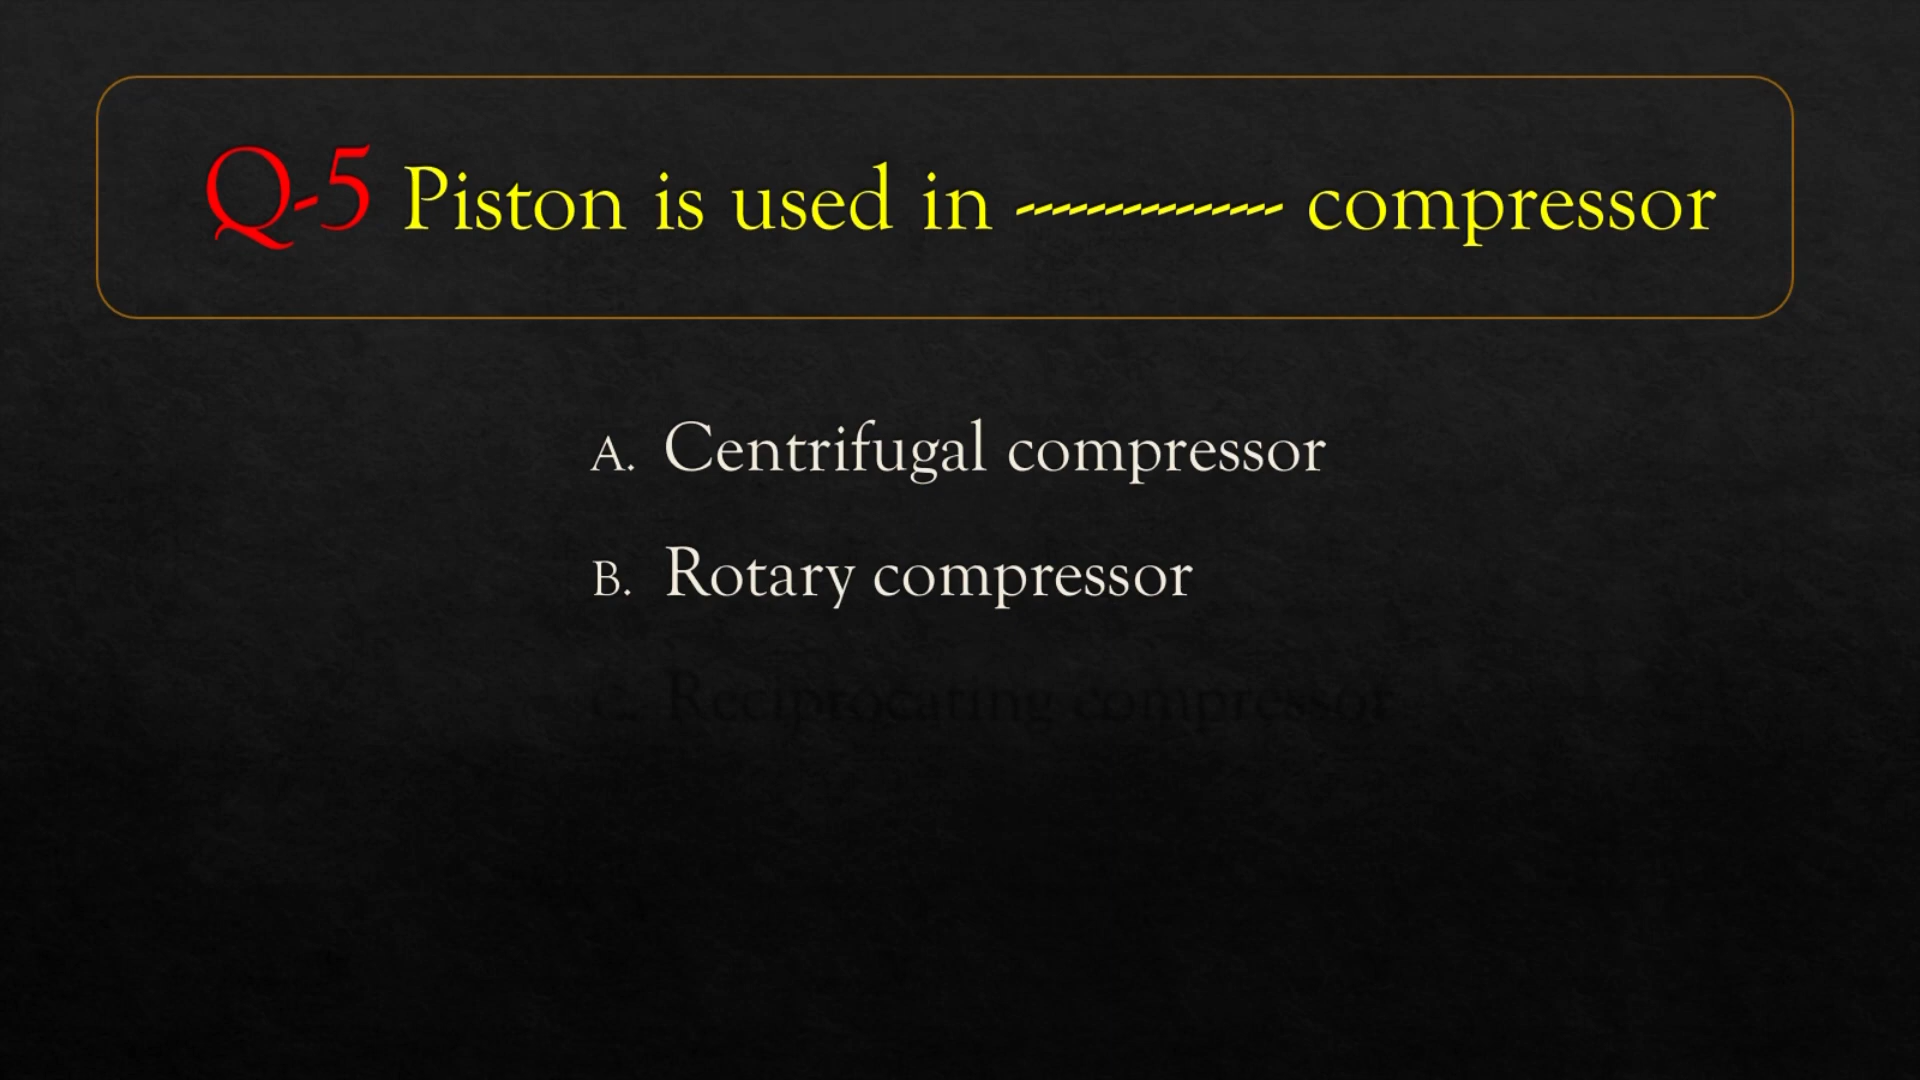 Q-5 Piston is used in ------------ compressor
A. Centrifugal compressor
B. Rotary compressor
C. Reciprocating compressor